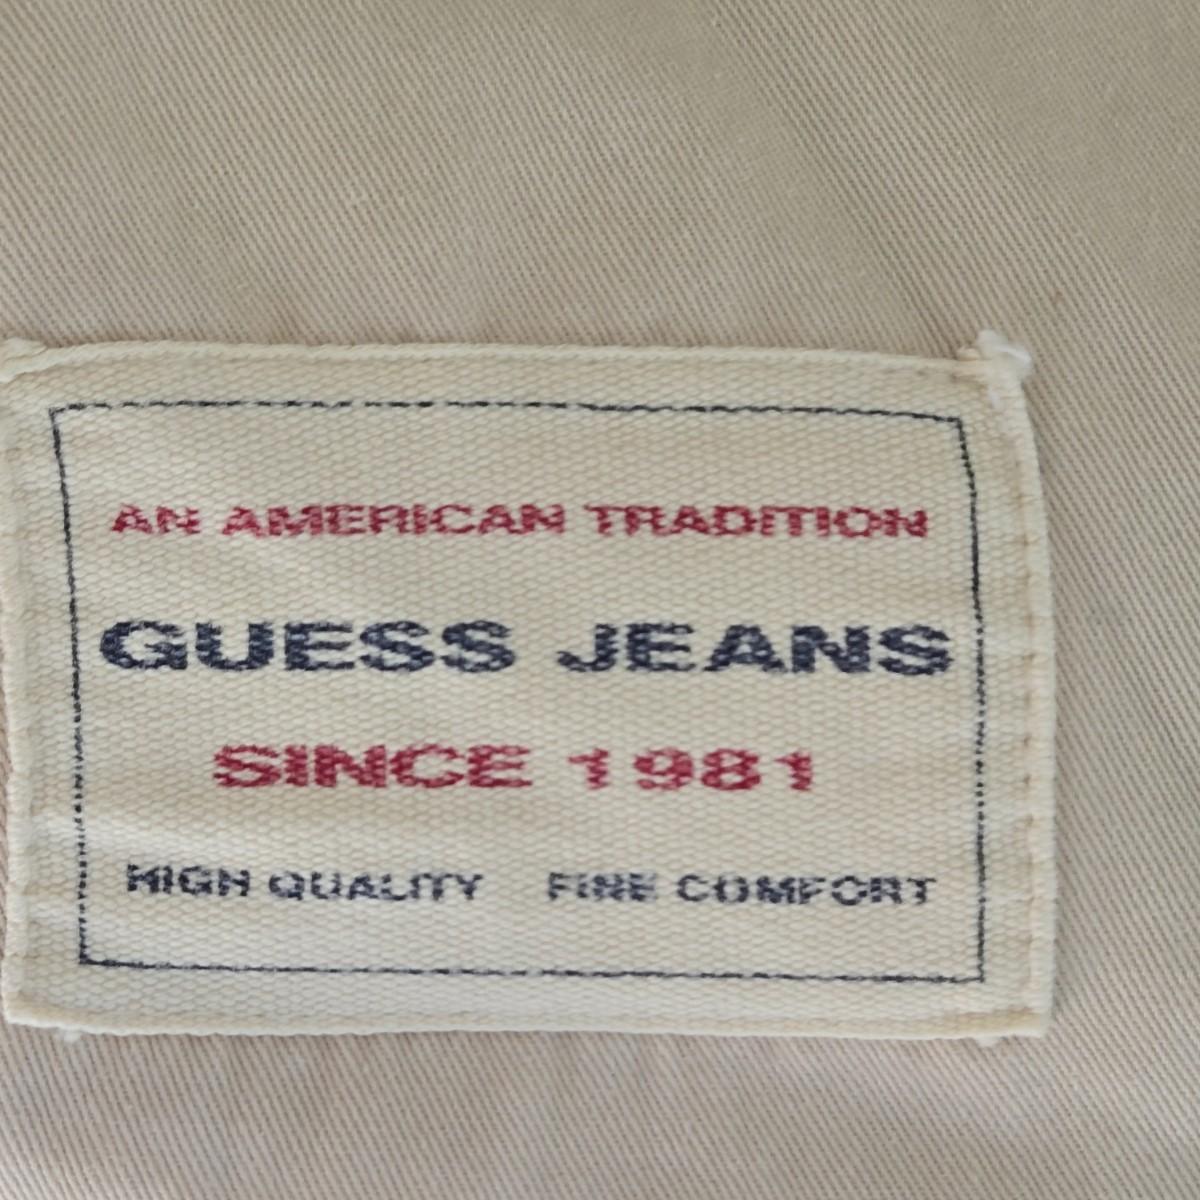 AN AMERICAN TRADITION
GUESS JEANS
SINCE 1981
HIGH QUALITY FINE COMFORT